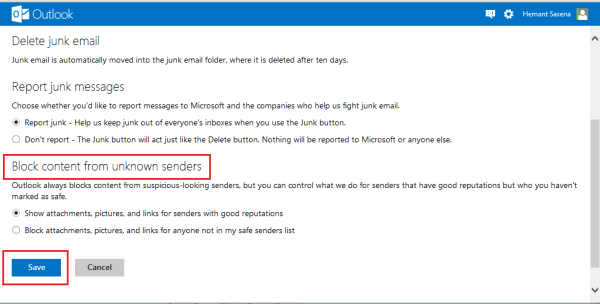 Outlook
Hemant Saxena
Delete junk email
Junk email is automatically moved into the junk email folder, where it is deleted after ten days.
Report junk messages
Choose whether you'd like to report messages to Microsoft and the companies who help us fight junk email.
Report junk - Help us keep junk out of everyone's inboxes when you use the Junk button.
Don't report - The Junk button will act just like the Delete button. Nothing will be reported to Microsoft or anyone else.
Block content from unknown senders
Outlook always blocks content from suspicious-looking senders, but you can control what we do for senders that have good reputations but who you haven't
marked as safe.
Show attachments, pictures, and links for senders with good reputations
Block attachments, pictures, and links for anyone not in my safe senders list
Save
Cancel